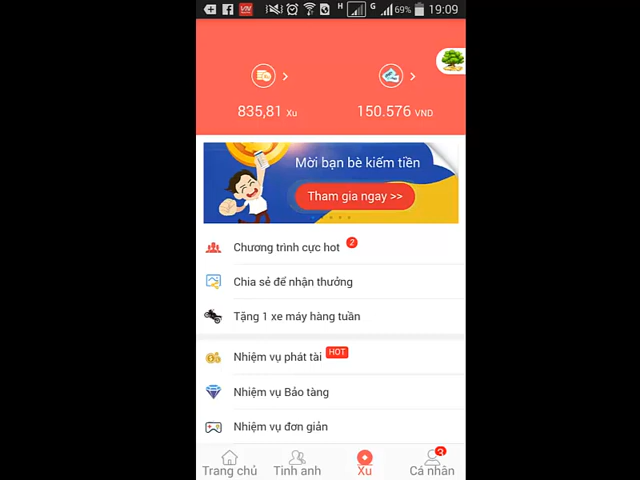 VN
H
G
69%
19:09
835,81 Xu
150.576 VND
Mời bạn bè kiếm tiền
Tham gia ngay >>
Chương trình cực hot 2
Chia sẻ để nhận thưởng
Tặng 1 xe máy hàng tuần
Nhiệm vụ phát tài HOT
Nhiệm vụ Bảo tàng
Nhiệm vụ đơn giản
3
Trang chủ
Tinh anh
Xu
Cá nhân